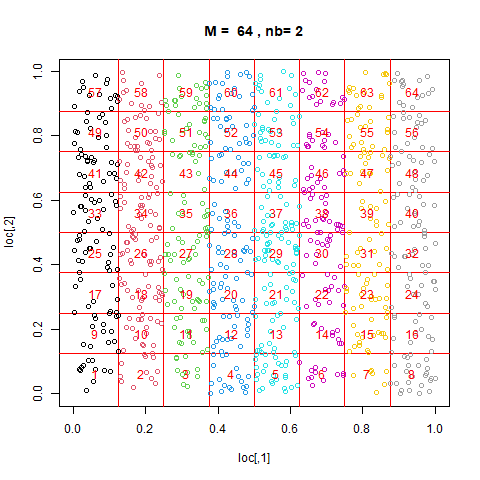 M = 64 , nb= 2
1.0
57 58 59 60 61 62 63 64
0.8
49 50 51 52 53 54 55 56
41 42 43 44 45 46 47 48
0.6
33 34 35 36 37 38 39 40
loc[,2]
25 26 27 28 29 30 31 32
0.4
17 18 19 20 21 22 23 24
0.2
9 10 11 12 13 14 15 16
1 2 3 4 5 6 7 8
0.0
0.0 0.2 0.4 0.6 0.8 1.0
loc[,1]